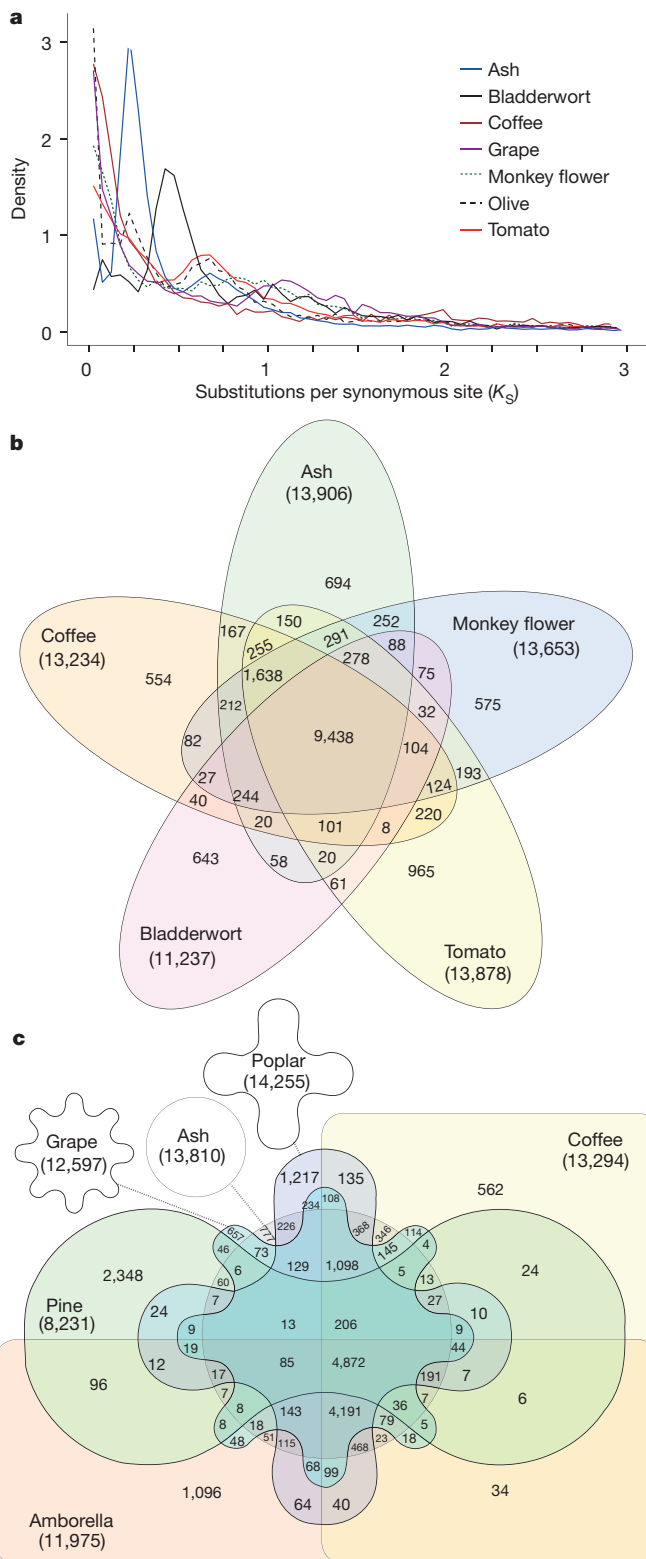 a
3
2
1
0
Density
Ash
Bladderwort
Coffee
Grape
Monkey flower
Olive
Tomato
0 1 2 3
Substitutions per synonymous site (KS)
b
Ash
(13,906)
694
Coffee
(13,234)
Monkey flower
(13,653)
167 150 291 252
255 278 88
1,638 75
554 212 32 575
82 9,438 104
27 193
40 244 124
20 101 8 220
643 58 20 965
61
Bladderwort
(11,237)
Tomato
(13,878)
c
Poplar
(14,255)
Grape
(12,597)
Ash
(13,810)
Coffee
(13,294)
1,217 135 562
234 108
657 777 226 368 346 114
46 73 145 4
129 1,098
2,348 6 5 24
60 13
Pine
(8,231)
7 27
24 10
9 13 206 9
19 44
12 85 4,872
17 191 7
96 7 7 6
8 36
8 143 4,191 5
18 79
48 51 23 18
115 468
68 99
1,096 34
64 40
Amborella
(11,975)